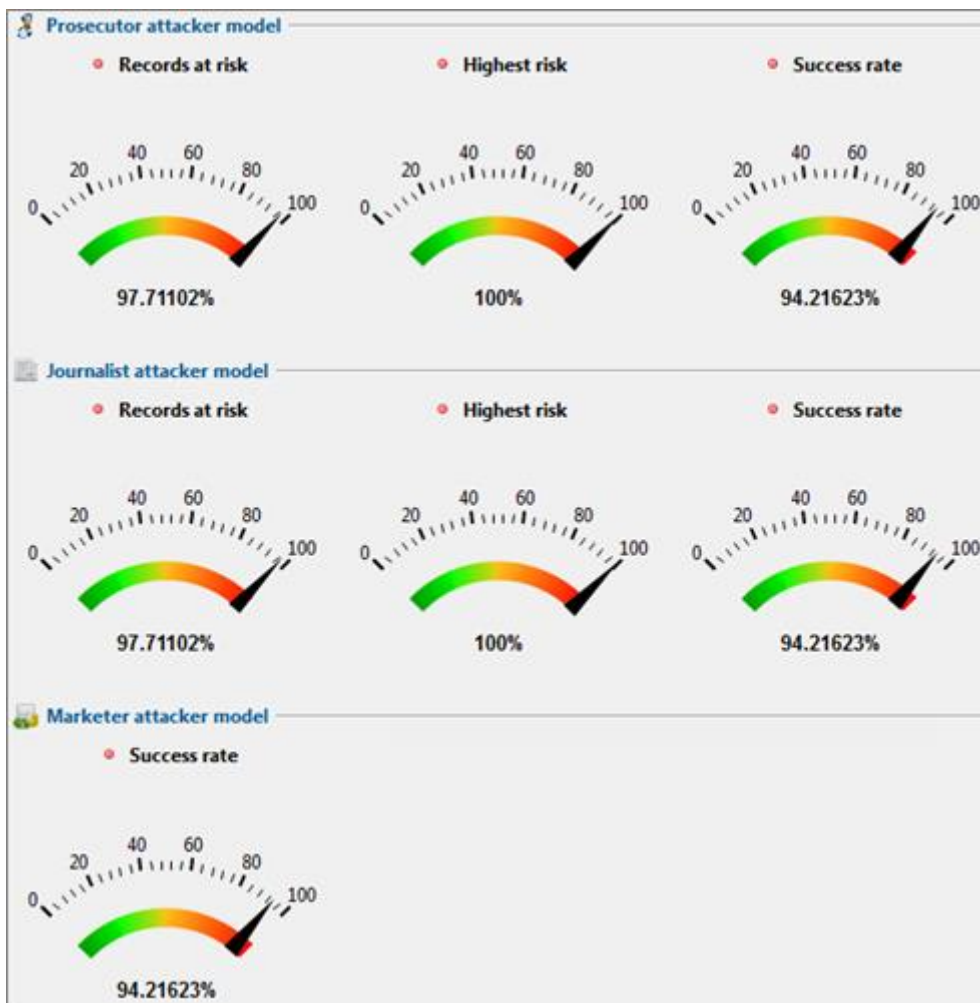 Prosecutor attacker model
Records at risk Highest risk Success rate
0 20 40 60 80 100 0 20 40 60 80 100 0 20 40 60 80 100
97.71102% 100% 94.21623%
Journalist attacker model
Records at risk Highest risk Success rate
0 20 40 60 80 100 0 20 40 60 80 100 0 20 40 60 80 100
97.71102% 100% 94.21623%
Marketer attacker model
Success rate
0 20 40 60 80 100
94.21623%